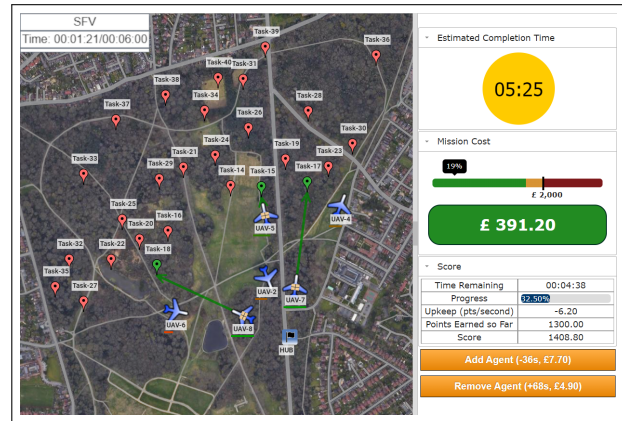 SFV
Time: 00:01:21/00:06:00
Task-39
Task-36
Task-40
Task-31
Task-38
Task-34
Task-28
Task-37
Task-26
Task-30
Task-24
Task-19
Task-21
Task-23
Task-33
Task-29
Task-14
Task-15
Task-17
Task-25
Task-20
Task-16
UAV-5
UAV-4
Task-18
Task-32
Task-22
Task-35
Task-27
UAV-2
UAV-7
UAV-6
UAV-8
HUB
Estimated Completion Time
05:25
Mission Cost
19%
£ 2,000
£ 391.20
Score
Time Remaining 00:04:38
Progress 32.50%
Upkeep (pts/second) -6.20
Points Earned so Far 1300.00
Score 1408.80
Add Agent (-36s, £7.70)
Remove Agent (+68s, £4.90)